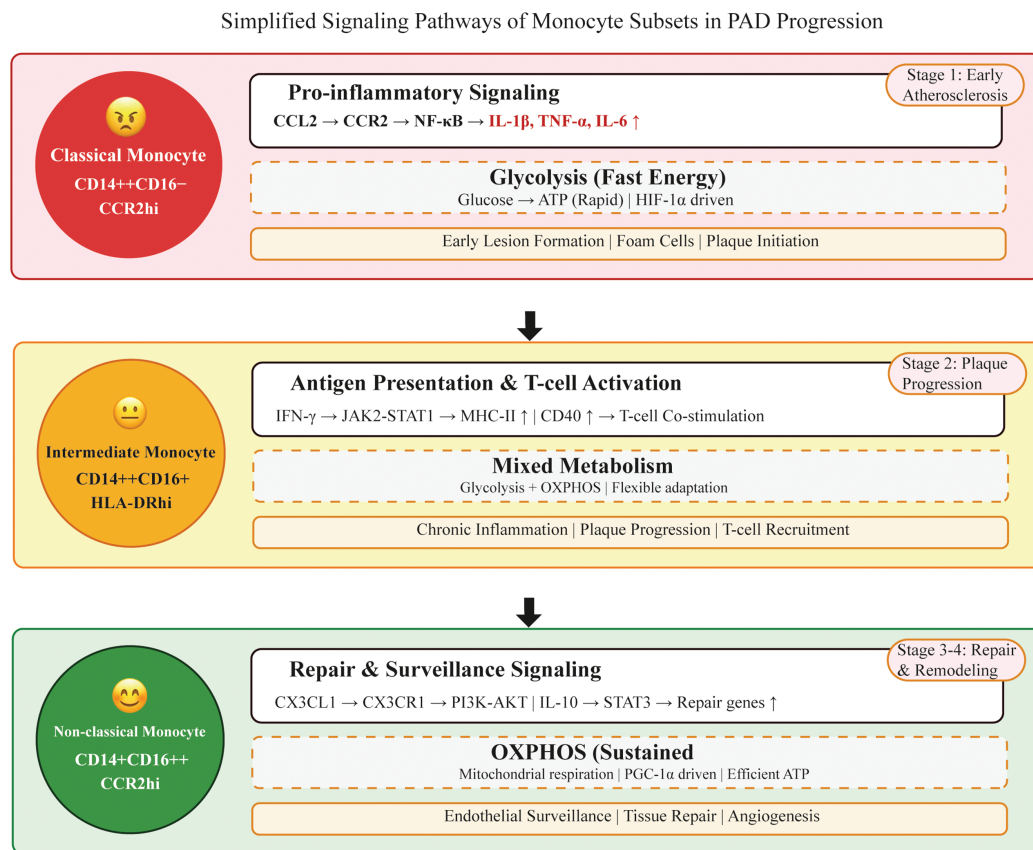 Simplified Signaling Pathways of Monocyte Subsets in PAD Progression
Stage 1: Early
Atherosclerosis
Pro-inflammatory Signaling
CCL2 → CCR2 → NF-κB → IL-1β, TNF-α, IL-6 ↑
Classical Monocyte
CD14++CD16−
CCR2hi
Glycolysis (Fast Energy)
Glucose → ATP (Rapid) | HIF-1α driven
Early Lesion Formation | Foam Cells | Plaque Initiation
Stage 2: Plaque
Progression
Antigen Presentation & T-cell Activation
IFN-γ → JAK2-STAT1 → MHC-II ↑ | CD40 ↑ → T-cell Co-stimulation
Intermediate Monocyte
CD14++CD16+
HLA-DRhi
Mixed Metabolism
Glycolysis + OXPHOS | Flexible adaptation
Chronic Inflammation | Plaque Progression | T-cell Recruitment
Stage 3-4: Repair
& Remodeling
Repair & Surveillance Signaling
CX3CL1 → CX3CR1 → PI3K-AKT | IL-10 → STAT3 → Repair genes ↑
Non-classical Monocyte
CD14+CD16++
CCR2hi
OXPHOS (Sustained
Mitochondrial respiration | PGC-1α driven | Efficient ATP
Endothelial Surveillance | Tissue Repair | Angiogenesis